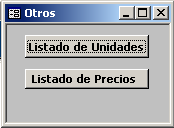 Otros
Listado de Unidades
Listado de Precios